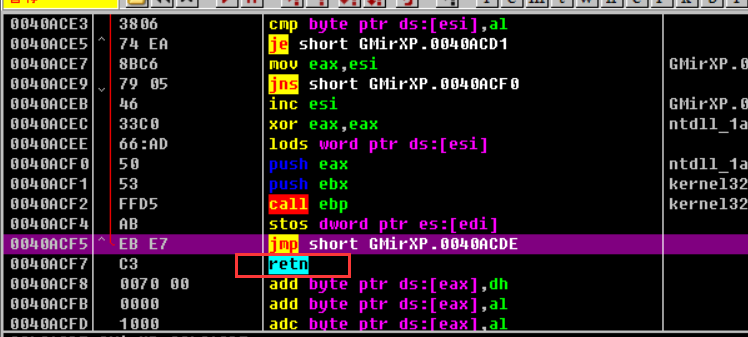 0040ACE3 3806 cmp byte ptr ds:[esi],al
0040ACE5 ^ 74 EA je short GMirXP.0040ACD1
0040ACE7 8BC6 mov eax,esi GMirXP.0
0040ACE9 ˅ 79 05 jns short GMirXP.0040ACF0
0040ACEB 46 inc esi GMirXP.0
0040ACEC 33C0 xor eax,eax ntdll_1a
0040ACEE 66:AD lods word ptr ds:[esi]
0040ACF0 50 push eax ntdll_1a
0040ACF1 53 push ebx kernel32
0040ACF2 FFD5 call ebp kernel32
0040ACF4 AB stos dword ptr es:[edi]
0040ACF5 ^ EB E7 jmp short GMirXP.0040ACDE
0040ACF7 C3 retn
0040ACF8 0070 00 add byte ptr ds:[eax],dh
0040ACFB 0000 add byte ptr ds:[eax],al
0040ACFD 1000 adc byte ptr ds:[eax],al